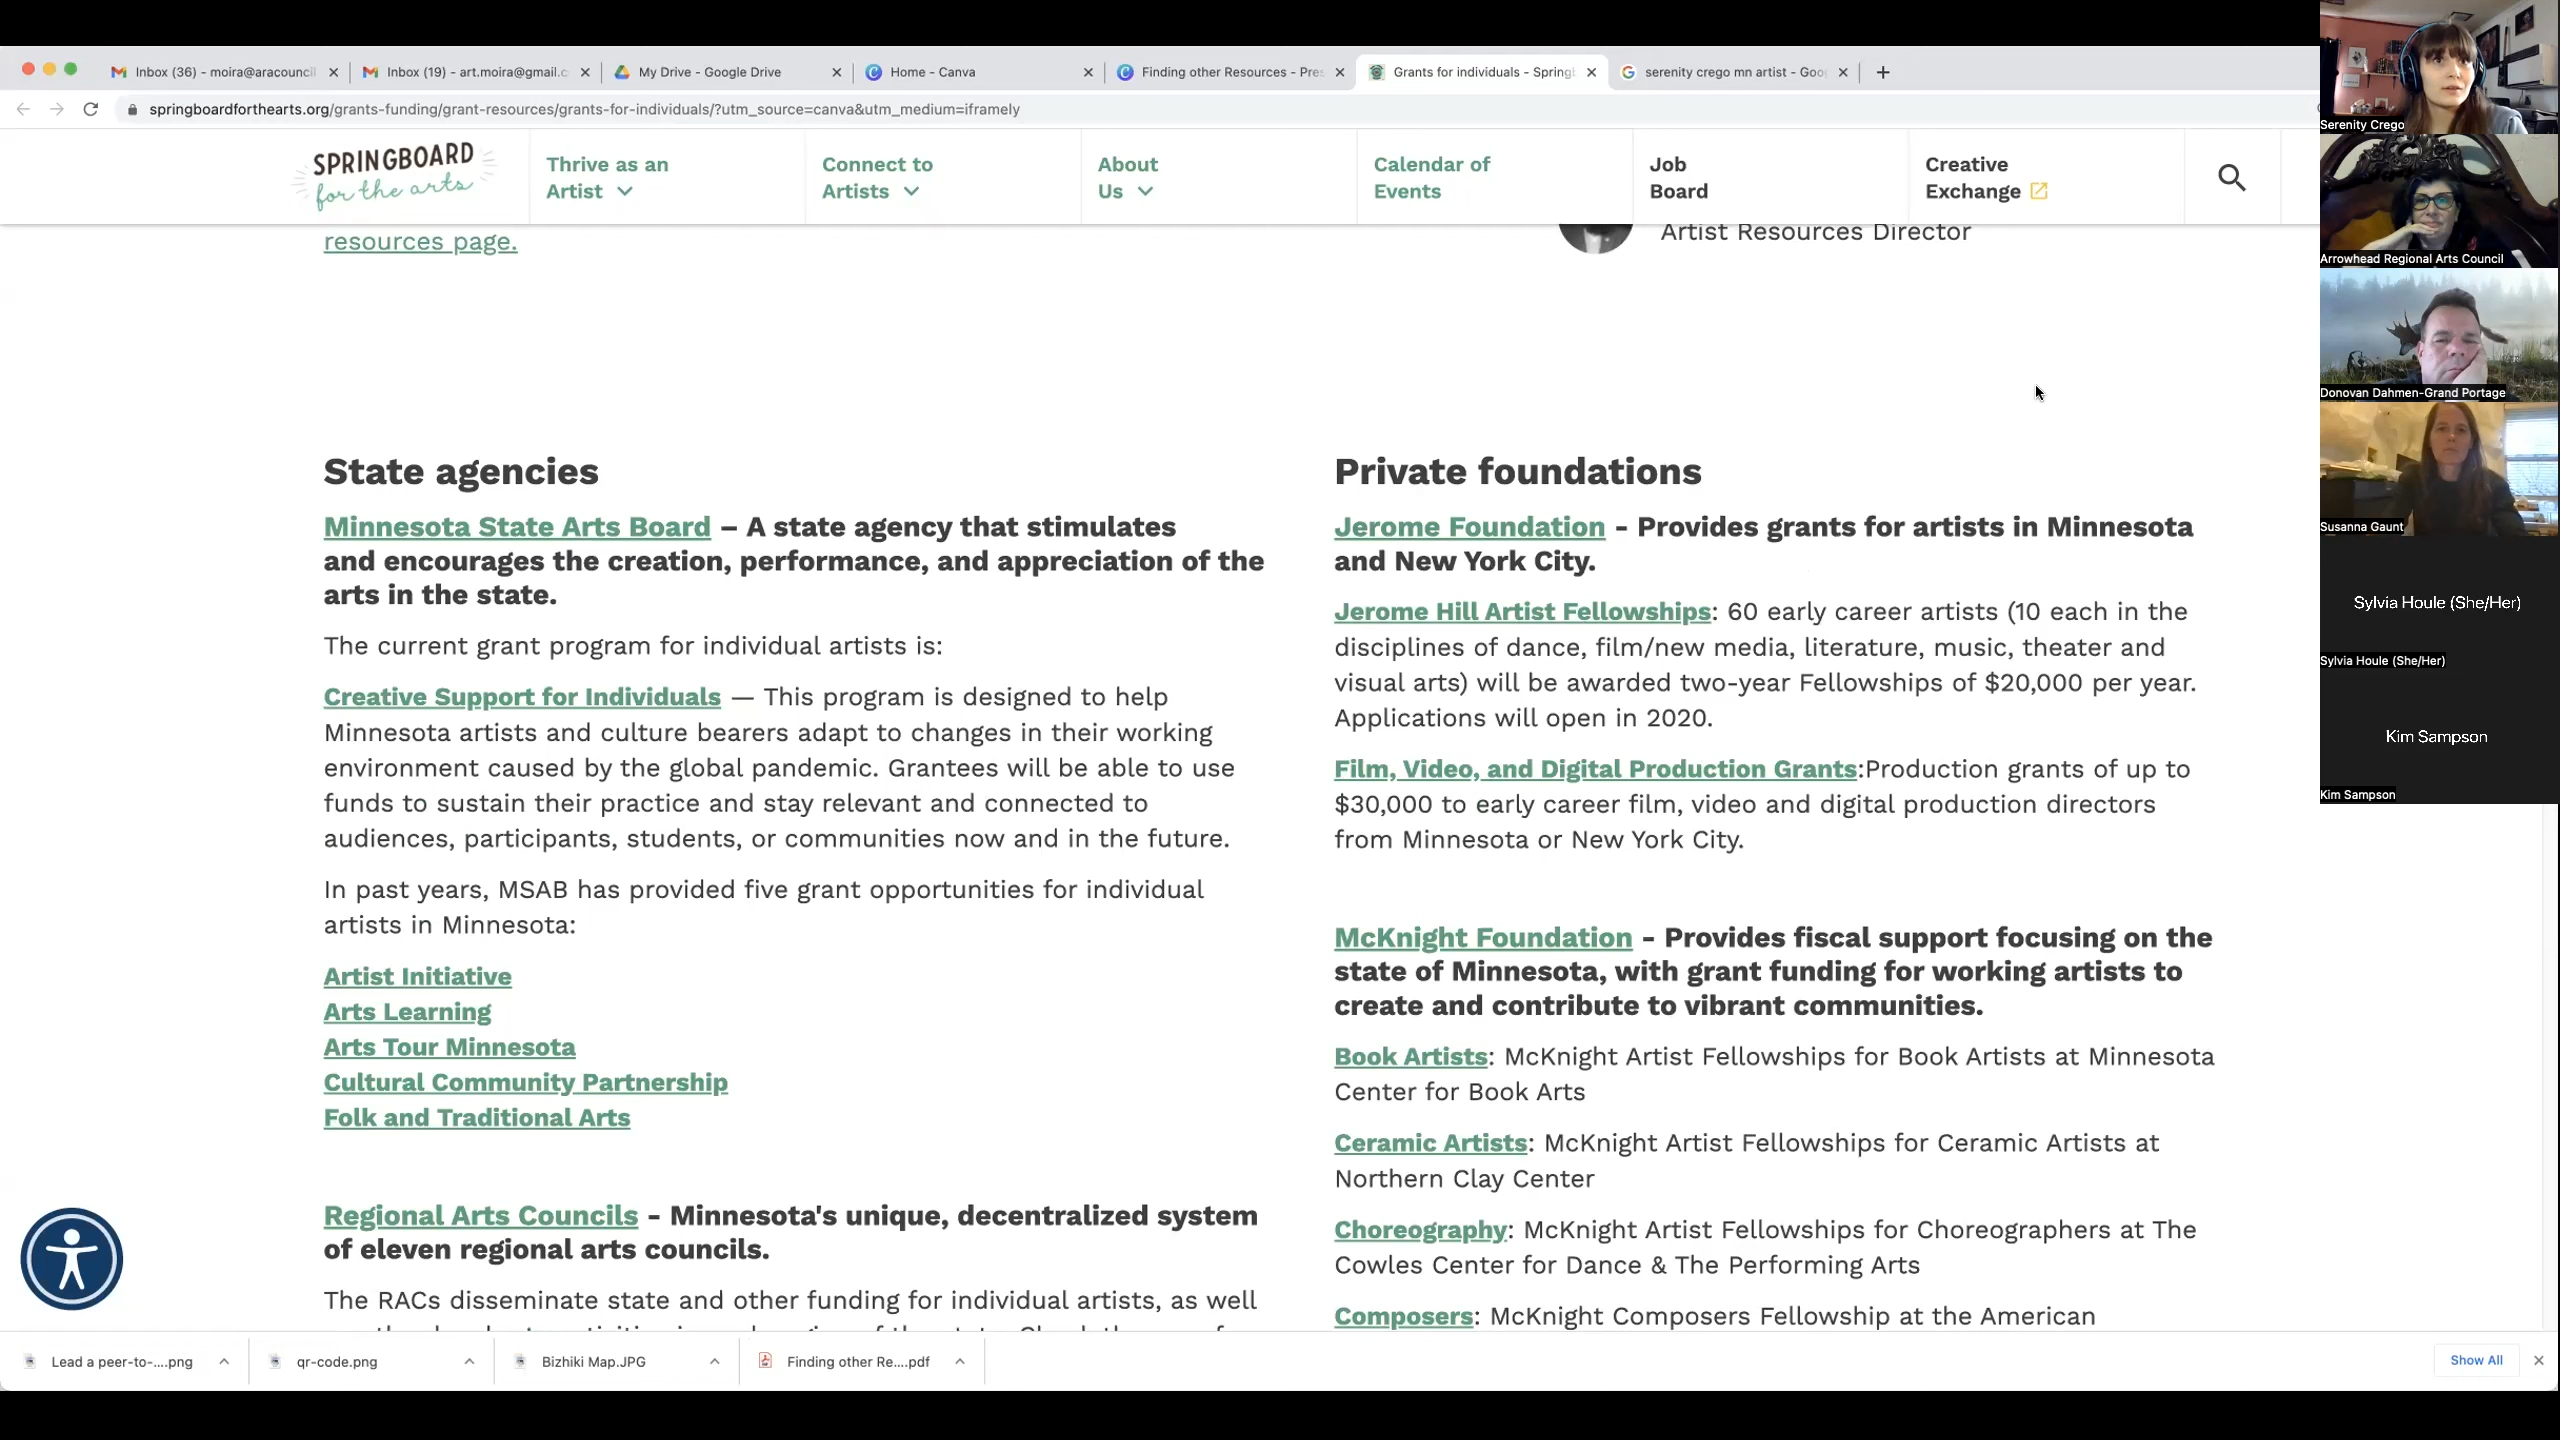 Inbox (36) - moira@aracouncil
Inbox (19) - art.moira@gmail.c
My Drive - Google Drive
Home - Canva
Finding other Resources - Pres
Grants for individuals - Springb
serenity crego mn artist - Goo
springboardforthearts.org/grants-funding/grant-resources/grants-for-individuals/?utm_source=canva&utm_medium=iframely
SPRINGBOARD
for the arts
Thrive as an
Artist
Connect to
Artists
About
Us
Calendar of
Events
Job
Board
Creative
Exchange
resources page.
Artist Resources Director
State agencies
Minnesota State Arts Board – A state agency that stimulates
and encourages the creation, performance, and appreciation of the
arts in the state.
The current grant program for individual artists is:
Creative Support for Individuals — This program is designed to help
Minnesota artists and culture bearers adapt to changes in their working
environment caused by the global pandemic. Grantees will be able to use
funds to sustain their practice and stay relevant and connected to
audiences, participants, students, or communities now and in the future.
In past years, MSAB has provided five grant opportunities for individual
artists in Minnesota:
Artist Initiative
Arts Learning
Arts Tour Minnesota
Cultural Community Partnership
Folk and Traditional Arts
Regional Arts Councils - Minnesota's unique, decentralized system
of eleven regional arts councils.
The RACs disseminate state and other funding for individual artists, as well
Private foundations
Jerome Foundation - Provides grants for artists in Minnesota
and New York City.
Jerome Hill Artist Fellowships: 60 early career artists (10 each in the
disciplines of dance, film/new media, literature, music, theater and
visual arts) will be awarded two-year Fellowships of $20,000 per year.
Applications will open in 2020.
Film, Video, and Digital Production Grants:Production grants of up to
$30,000 to early career film, video and digital production directors
from Minnesota or New York City.
McKnight Foundation - Provides fiscal support focusing on the
state of Minnesota, with grant funding for working artists to
create and contribute to vibrant communities.
Book Artists: McKnight Artist Fellowships for Book Artists at Minnesota
Center for Book Arts
Ceramic Artists: McKnight Artist Fellowships for Ceramic Artists at
Northern Clay Center
Choreography: McKnight Artist Fellowships for Choreographers at The
Cowles Center for Dance & The Performing Arts
Composers: McKnight Composers Fellowship at the American
Serenity Crego
Arrowhead Regional Arts Council
Donovan Dahmen-Grand Portage
Susanna Gaunt
Sylvia Houle (She/Her)
Sylvia Houle (She/Her)
Kim Sampson
Kim Sampson
Lead a peer-to-....png
qr-code.png
Bizhiki Map.JPG
Finding other Re....pdf
Show All